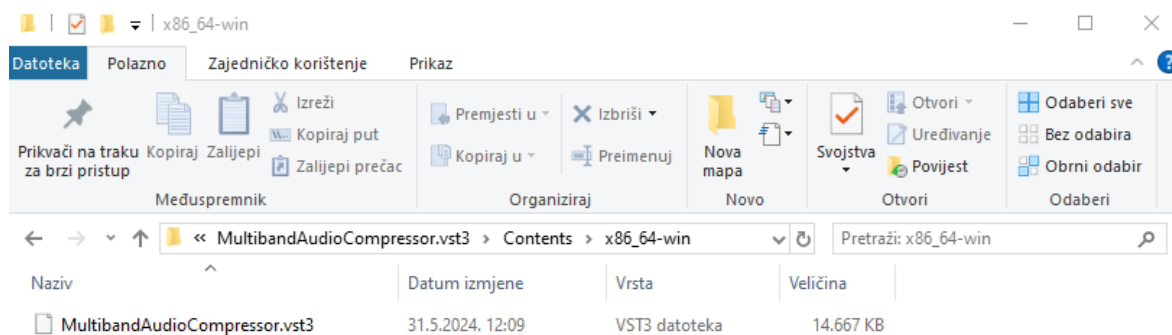 x86_64-win
Datoteka Polazno Zajedničko korištenje Prikaz
Prikvači na traku za brzi pristup
Kopiraj
Zalijepi
Izreži
Kopiraj put
Zalijepi prečac
Međuspremnik
Premjesti u
Kopiraj u
Izbriši
Preimenuj
Organiziraj
Nova mapa
Novo
Svojstva
Otvori
Uređivanje
Povijest
Otvori
Odaberi sve
Bez odabira
Obrni odabir
Odaberi
« MultibandAudioCompressor.vst3 › Contents › x86_64-win
Pretraži: x86_64-win
Naziv Datum izmjene Vrsta Veličina
MultibandAudioCompressor.vst3 31.5.2024. 12:09 VST3 datoteka 14.667 KB